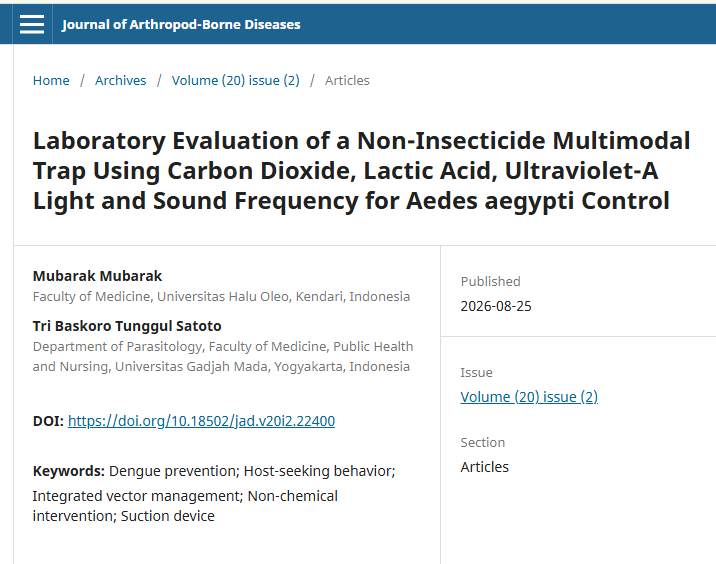 Journal of Arthropod-Borne Diseases
Home / Archives / Volume (20) issue (2) / Articles
Laboratory Evaluation of a Non-Insecticide Multimodal
Trap Using Carbon Dioxide, Lactic Acid, Ultraviolet-A
Light and Sound Frequency for Aedes aegypti Control
Mubarak Mubarak
Faculty of Medicine, Universitas Halu Oleo, Kendari, Indonesia
Tri Baskoro Tunggul Satoto
Department of Parasitology, Faculty of Medicine, Public Health
and Nursing, Universitas Gadjah Mada, Yogyakarta, Indonesia
DOI: https://doi.org/10.18502/jad.v20i2.22400
Keywords: Dengue prevention; Host-seeking behavior;
Integrated vector management; Non-chemical
intervention; Suction device
Published
2026-08-25
Issue
Volume (20) issue (2)
Section
Articles